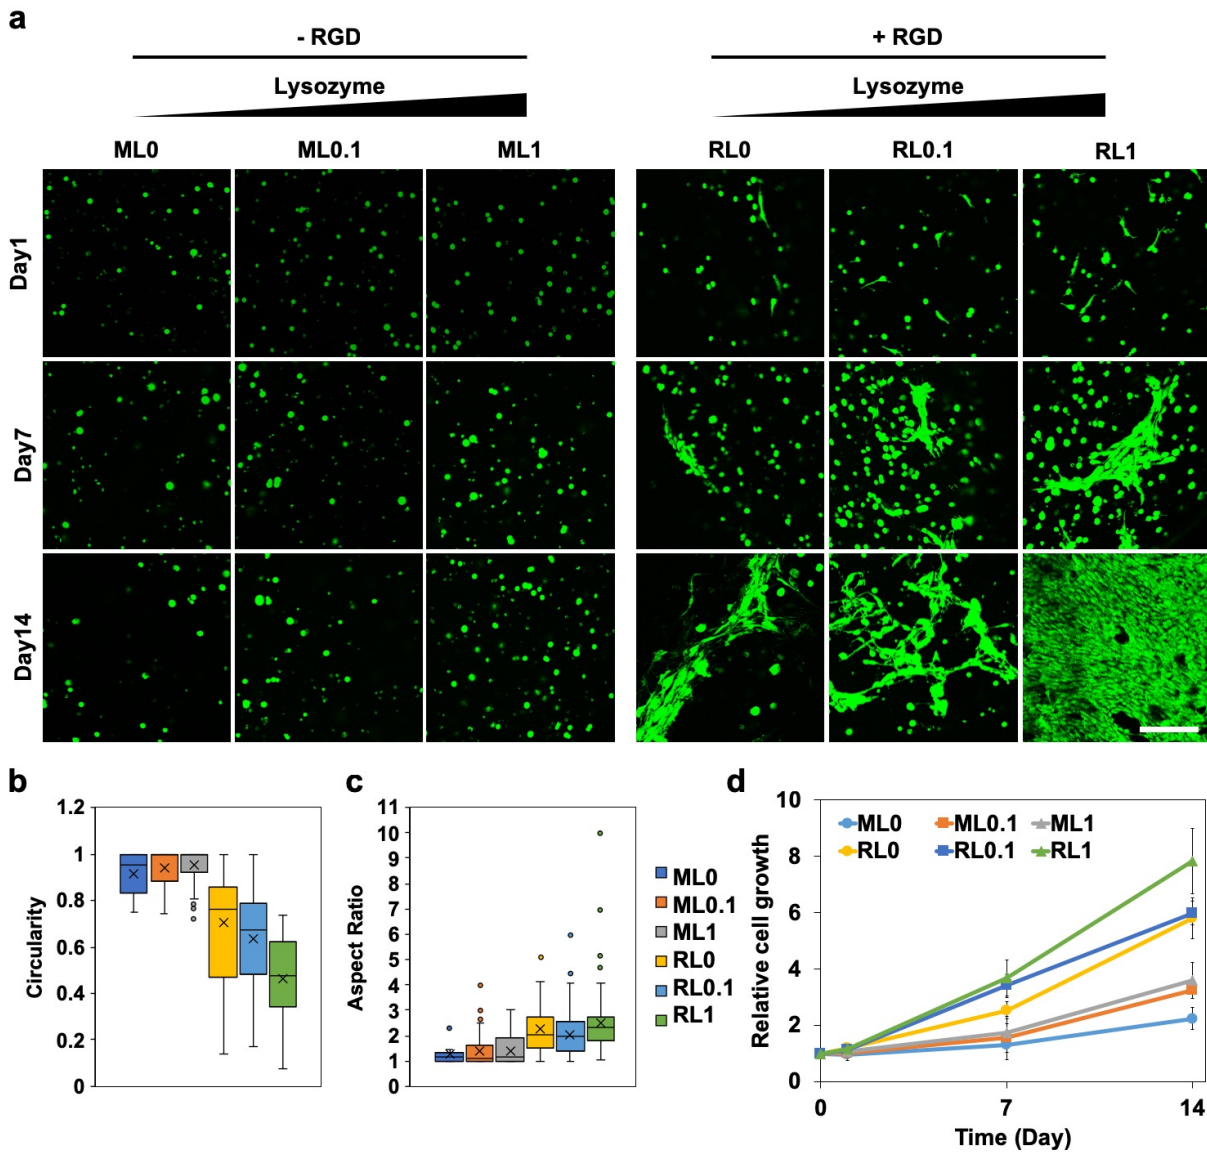 a
- RGD
+ RGD
Lysozyme
Lysozyme
ML0
ML0.1
ML1
RL0
RL0.1
RL1
Day1
Day7
Day14
b
Circularity
1.2
1
0.8
0.6
0.4
0.2
0
c
Aspect Ratio
11
10
9
8
7
6
5
4
3
2
1
0
ML0
ML0.1
ML1
RL0
RL0.1
RL1
d
Relative cell growth
10
8
6
4
2
0
ML0
ML0.1
ML1
RL0
RL0.1
RL1
0
7
14
Time (Day)